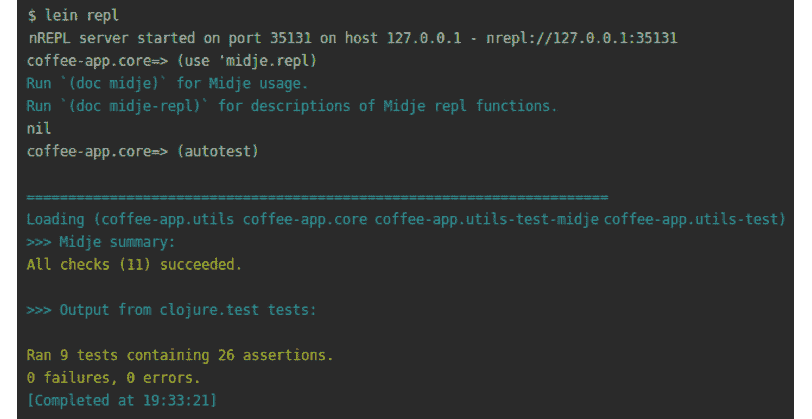 $ lein repl
nREPL server started on port 35131 on host 127.0.0.1 - nrepl://127.0.0.1:35131
coffee-app.core=> (use 'midje.repl)
Run `(doc midje)` for Midje usage.
Run `(doc midje-repl)` for descriptions of Midje repl functions.
nil
coffee-app.core=> (autotest)
======================================================================
Loading (coffee-app.utils coffee-app.core coffee-app.utils-test-midje coffee-app.utils-test)
>>> Midje summary:
All checks (11) succeeded.
>>> Output from clojure.test tests:
Ran 9 tests containing 26 assertions.
0 failures, 0 errors.
[Completed at 19:33:21]